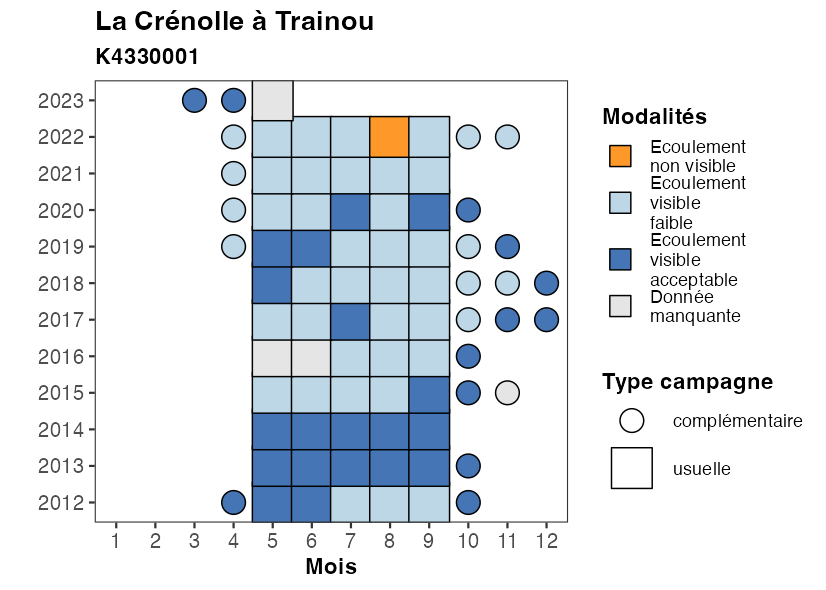 La Crénolle à Trainou
K4330001
2023
2022
2021
2020
2019
2018
2017
2016
2015
2014
2013
2012
1 2 3 4 5 6 7 8 9 10 11 12
Mois
Modalités
Ecoulement
non visible
Ecoulement
visible
faible
Ecoulement
visible
acceptable
Donnée
manquante
Type campagne
complémentaire
usuelle